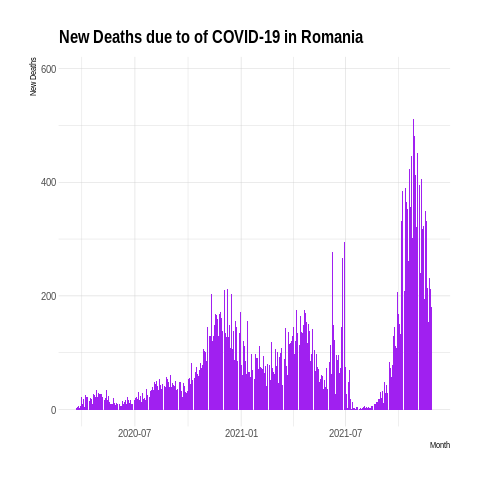 New Deaths due to of COVID-19 in Romania
New Deaths
600
400
200
0
2020-07
2021-01
2021-07
Month